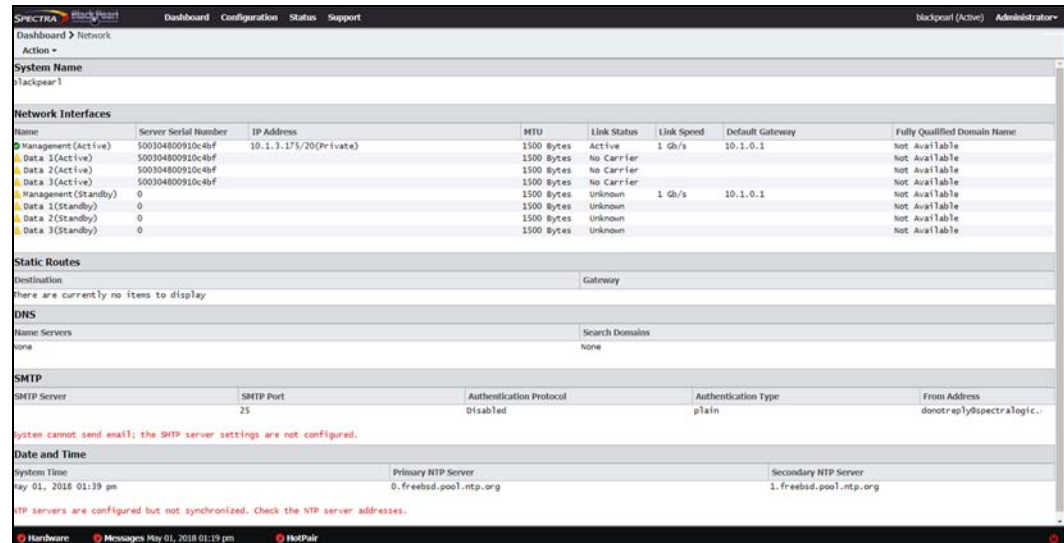 SPECTRA BlackPearl Dashboard Configuration Status Support blackpearl (Active) Administrator
Dashboard > Network
Action
System Name
blackpearl
Network Interfaces
Name Server Serial Number IP Address MTU Link Status Link Speed Default Gateway Fully Qualified Domain Name
Management(Active) 500304800910c4bf 10.1.3.175/20(Private) 1500 Bytes Active 1 Gb/s 10.1.0.1 Not Available
Data 1(Active) 500304800910c4bf 1500 Bytes No Carrier Not Available
Data 2(Active) 500304800910c4bf 1500 Bytes No Carrier Not Available
Data 3(Active) 500304800910c4bf 1500 Bytes No Carrier Not Available
Management(Standby) 0 1500 Bytes Unknown 1 Gb/s 10.1.0.1 Not Available
Data 1(Standby) 0 1500 Bytes Unknown Not Available
Data 2(Standby) 0 1500 Bytes Unknown Not Available
Data 3(Standby) 0 1500 Bytes Unknown Not Available
Static Routes
Destination Gateway
There are currently no items to display
DNS
Name Servers Search Domains
None None
SMTP
SMTP Server SMTP Port Authentication Protocol Authentication Type From Address
25 Disabled plain donotreply@spectralogic.
System cannot send email; the SMTP server settings are not configured.
Date and Time
System Time Primary NTP Server Secondary NTP Server
May 01, 2018 01:39 pm 0.freebsd.pool.ntp.org 1.freebsd.pool.ntp.org
NTP servers are configured but not synchronized. Check the NTP server addresses.
Hardware Messages May 01, 2018 01:19 pm HotPair